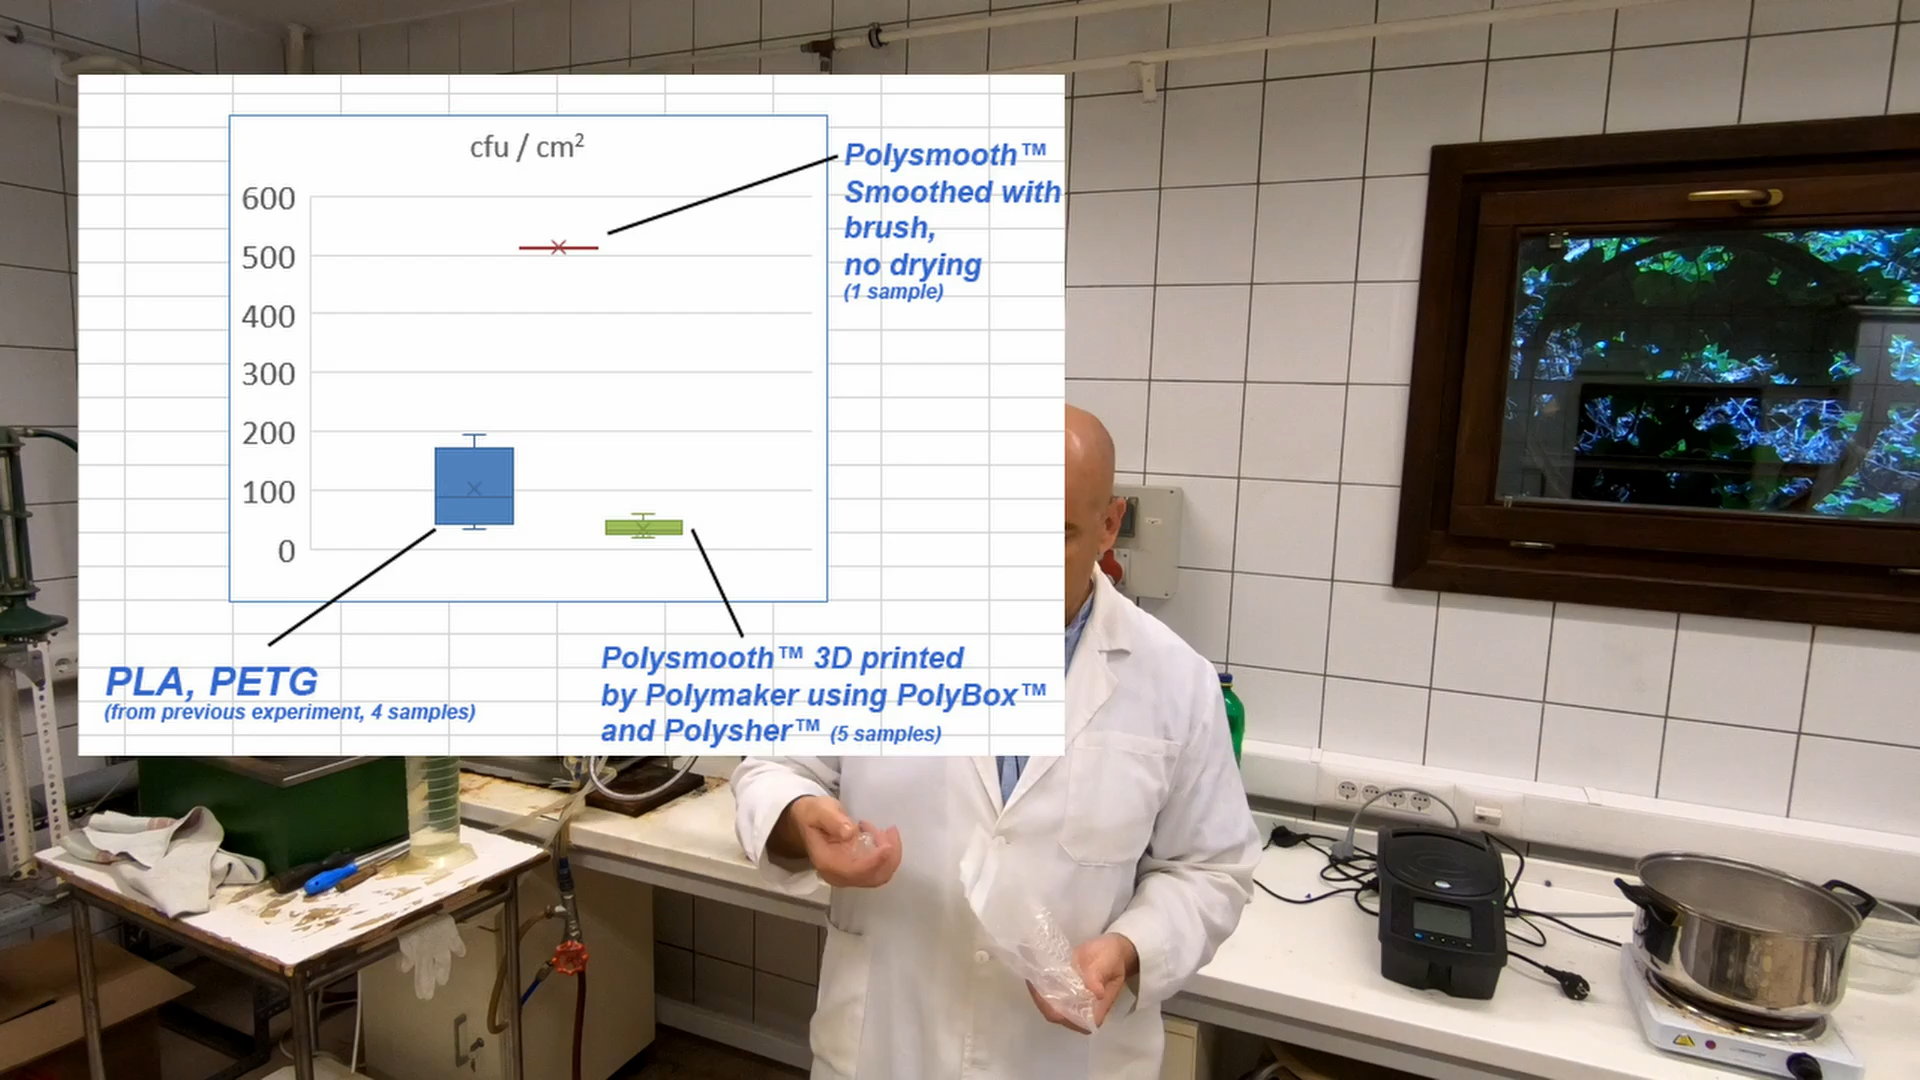 cfu / cm²
600
500
400
300
200
100
0
Polysmooth™
Smoothed with
brush,
no drying
(1 sample)
PLA, PETG
(from previous experiment, 4 samples)
Polysmooth™ 3D printed
by Polymaker using PolyBox™
and Polysher™ (5 samples)